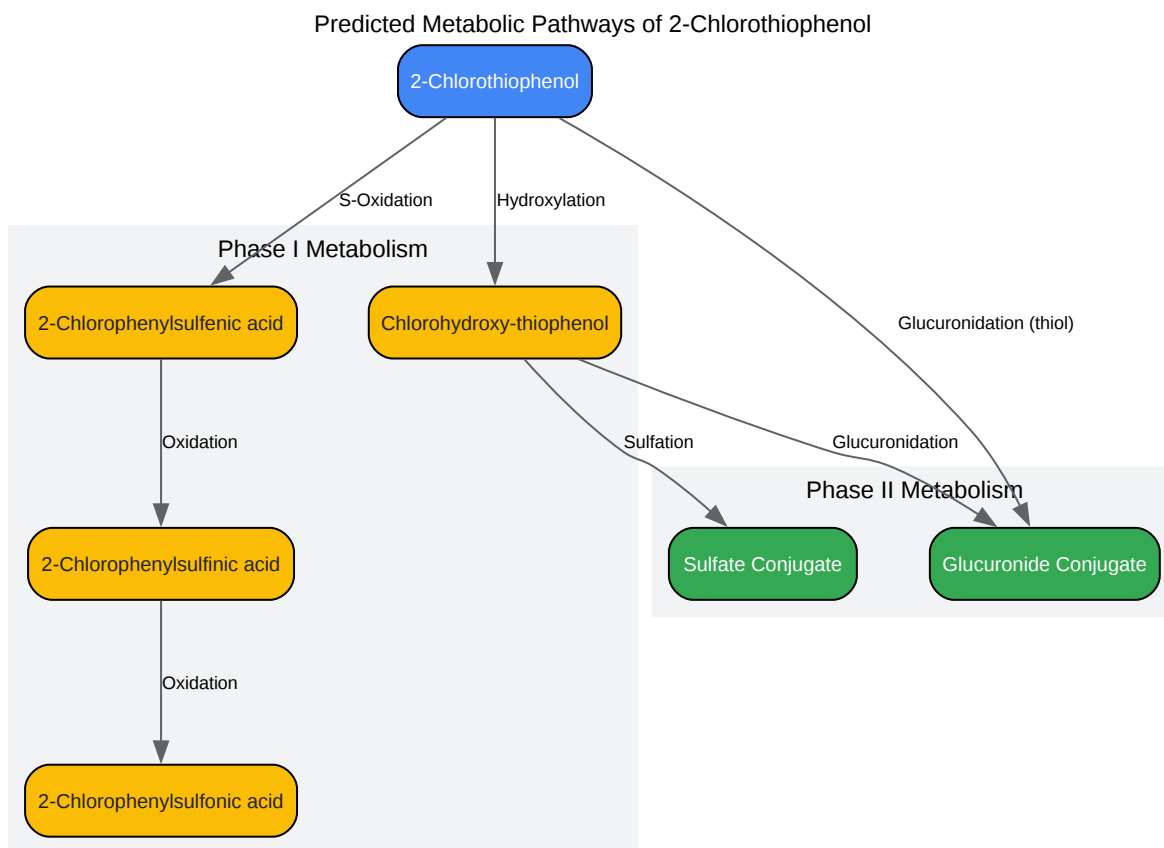 Predicted Metabolic Pathways of 2-Chlorothiophenol
2-Chlorothiophenol
S-Oxidation
Hydroxylation
Phase I Metabolism
2-Chlorophenylsulfenic acid
Chlorohydroxy-thiophenol
Glucuronidation (thiol)
Oxidation
Sulfation
Glucuronidation
Phase II Metabolism
2-Chlorophenylsulfinic acid
Sulfate Conjugate
Glucuronide Conjugate
Oxidation
2-Chlorophenylsulfonic acid